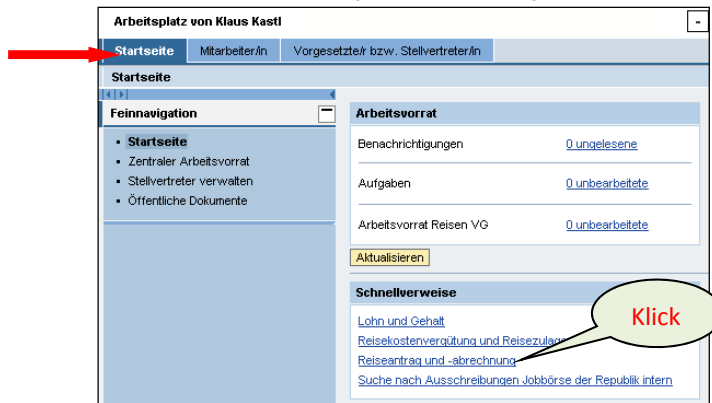 Arbeitsplatz von Klaus Kastl
Startseite Mitarbeiter/in Vorgesetzte/r bzw. Stellvertreter/in
Startseite
Feinnavigation
Startseite
Zentraler Arbeitsvorrat
Stellvertreter verwalten
Öffentliche Dokumente
Arbeitsvorrat
Benachrichtigungen 0 ungelesene
Aufgaben 0 unbearbeitete
Arbeitsvorrat Reisen VG 0 unbearbeitete
Aktualisieren
Schnellverweise
Lohn und Gehalt
Reisekostenvergütung und
Reiseantrag und -abrechnung
Suche nach Ausschreibungen Jobbörse der Republik intern
Klick